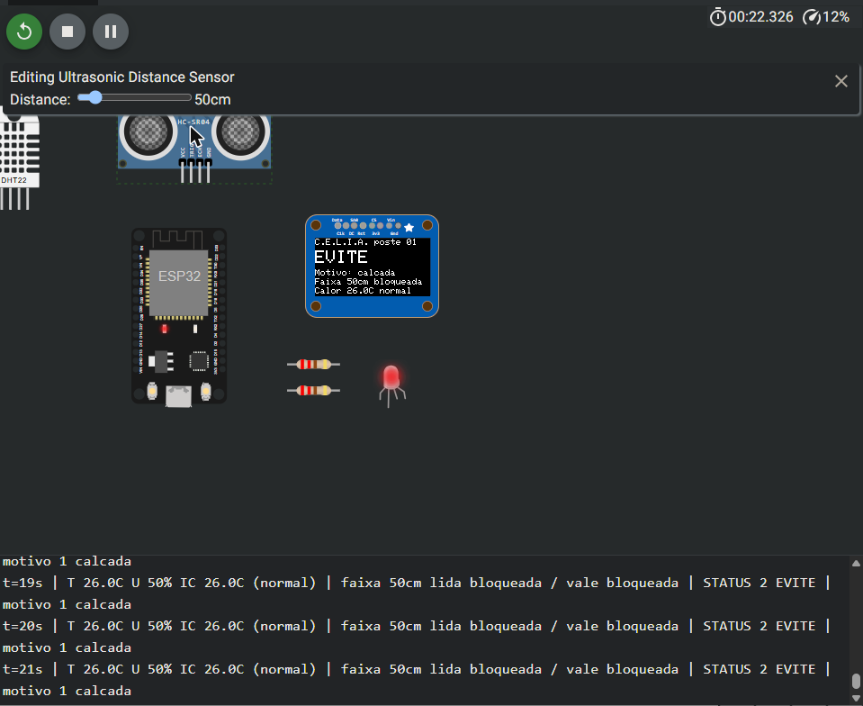 00:22.326 12%
Editing Ultrasonic Distance Sensor
Distance: 50cm
HC-SR04
DHT22
ESP32
C.E.L.I.A. poste 01
EVITE
Motivo: calcada
Faixa 50cm bloqueada
Calor 26.0C normal
motivo 1 calcada
t=19s | T 26.0C U 50% IC 26.0C (normal) | faixa 50cm lida bloqueada / vale bloqueada | STATUS 2 EVITE |
motivo 1 calcada
t=20s | T 26.0C U 50% IC 26.0C (normal) | faixa 50cm lida bloqueada / vale bloqueada | STATUS 2 EVITE |
motivo 1 calcada
t=21s | T 26.0C U 50% IC 26.0C (normal) | faixa 50cm lida bloqueada / vale bloqueada | STATUS 2 EVITE |
motivo 1 calcada